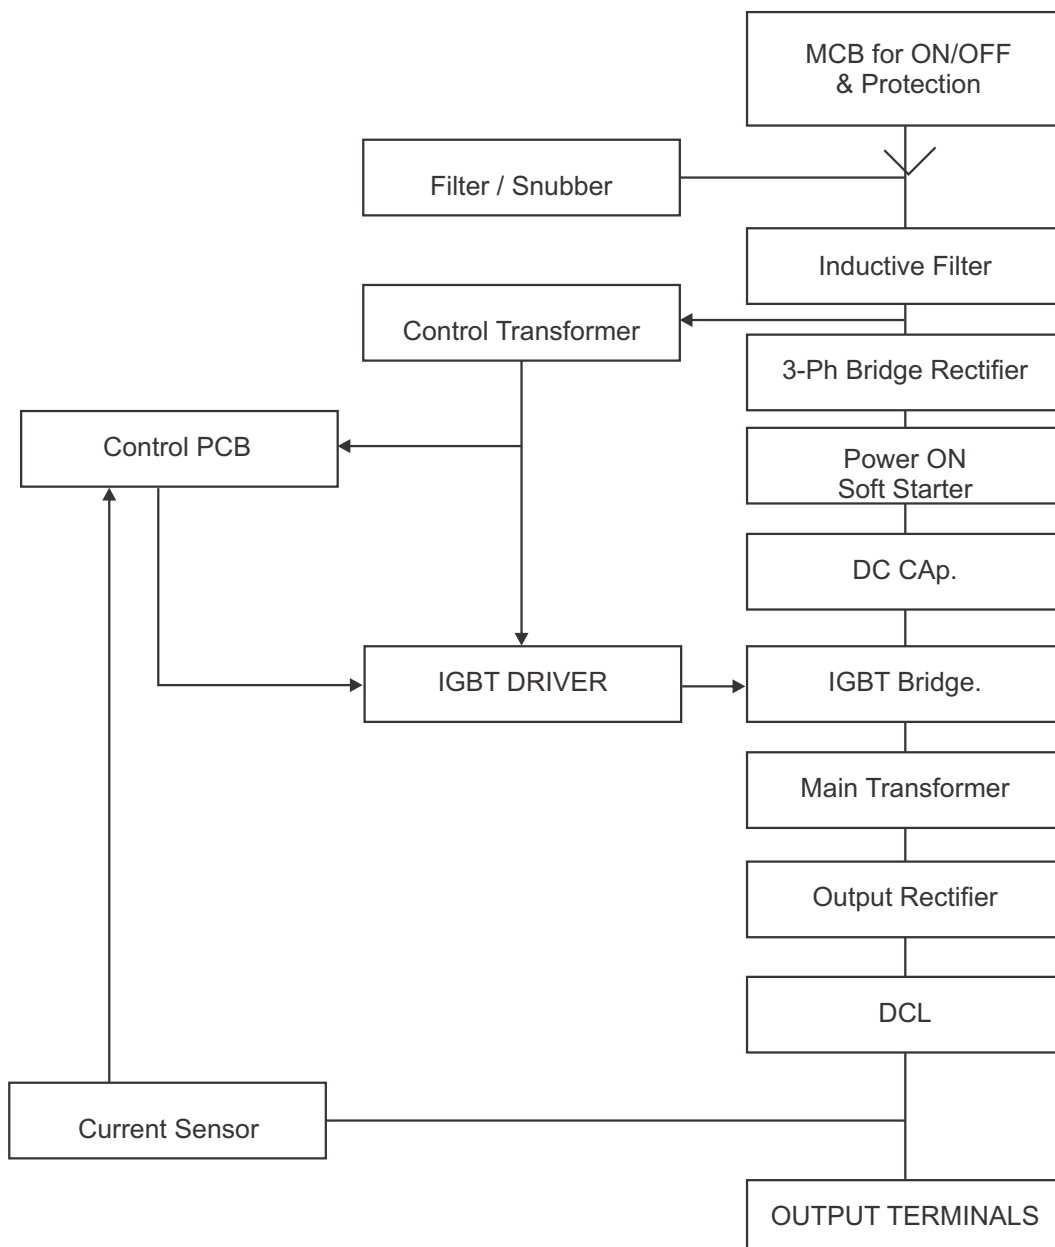 MCB for ON/OFF
& Protection
Filter / Snubber
Inductive Filter
Control Transformer
3-Ph Bridge Rectifier
Control PCB
Power ON
Soft Starter
DC CAp.
IGBT DRIVER
IGBT Bridge.
Main Transformer
Output Rectifier
DCL
Current Sensor
OUTPUT TERMINALS